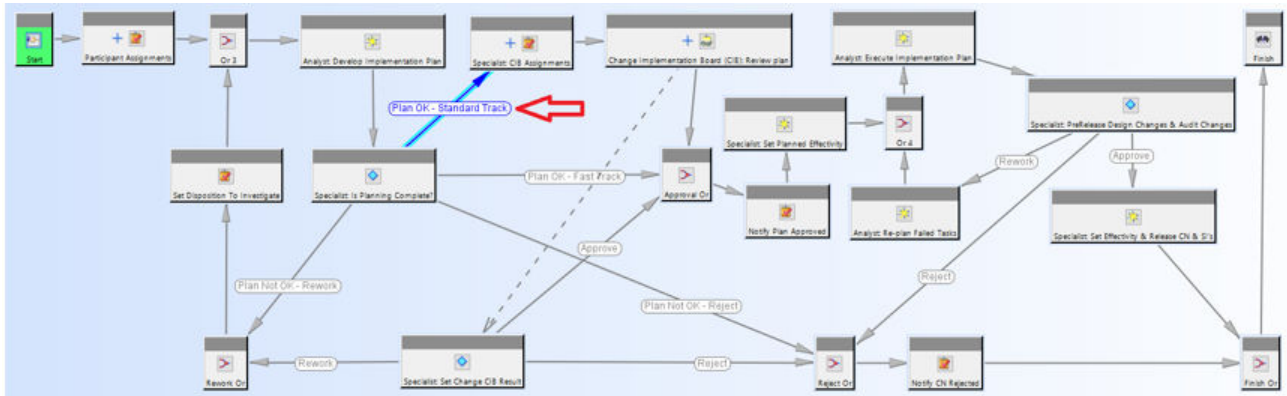 Start
Participant Assignments
Or 3
Analyst: Develop Implementation Plan
Specialist: CIB Assignments
Change Implementation Board (CIB): Review plan
Analyst: Execute Implementation Plan
Finish
Plan OK - Standard Track
Specialist: Set Planned Effectivity
Or 4
Specialist: PreRelease Design Changes & Audit Changes
Set Disposition To Investigate
Specialist: Is Planning Complete?
Plan OK - Fast Track
Approval Or
Rework
Approve
Notify Plan Approved
Analyst: Re-plan Failed Tasks
Specialist: Set Effectivity & Release CN & SI's
Approve
Plan Not OK - Rework
Plan Not OK - Reject
Reject
Rework Or
Rework
Specialist: Set Change CIB Result
Reject
Reject Or
Notify CN Rejected
Finish Or